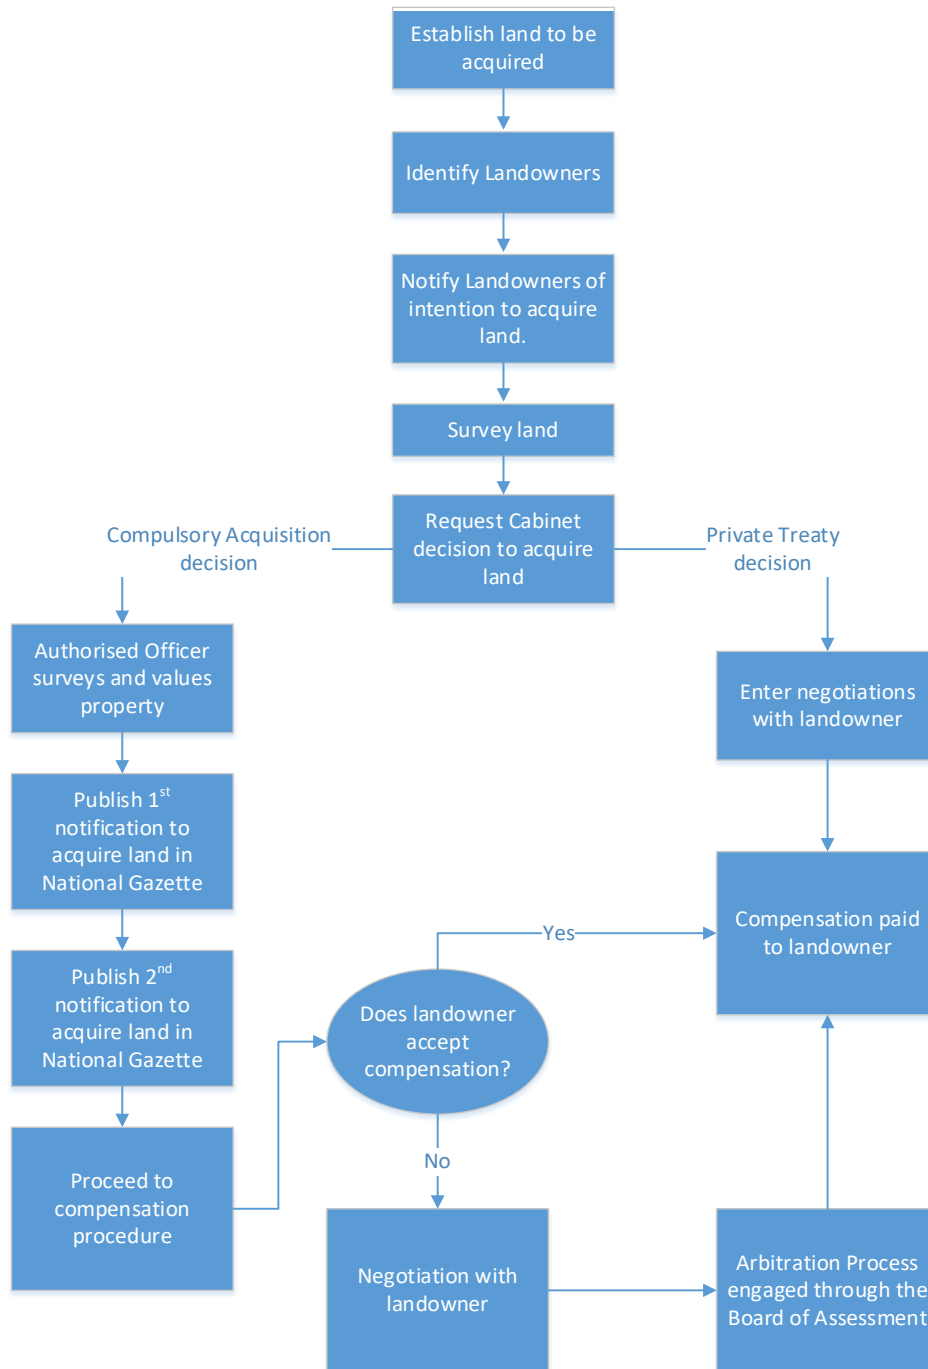 Establish land to be
acquired
Identify Landowners
Notify Landowners of
intention to acquire
land.
Survey land
Request Cabinet
decision to acquire
land
Compulsory Acquisition
decision
Private Treaty
decision
Authorised Officer
surveys and values
property
Enter negotiations
with landowner
Publish 1st
notification to
acquire land in
National Gazette
Compensation paid
to landowner
Yes
Publish 2nd
notification to
acquire land in
National Gazette
Does landowner
accept
compensation?
No
Proceed to
compensation
procedure
Negotiation with
landowner
Arbitration Process
engaged through the
Board of Assessment